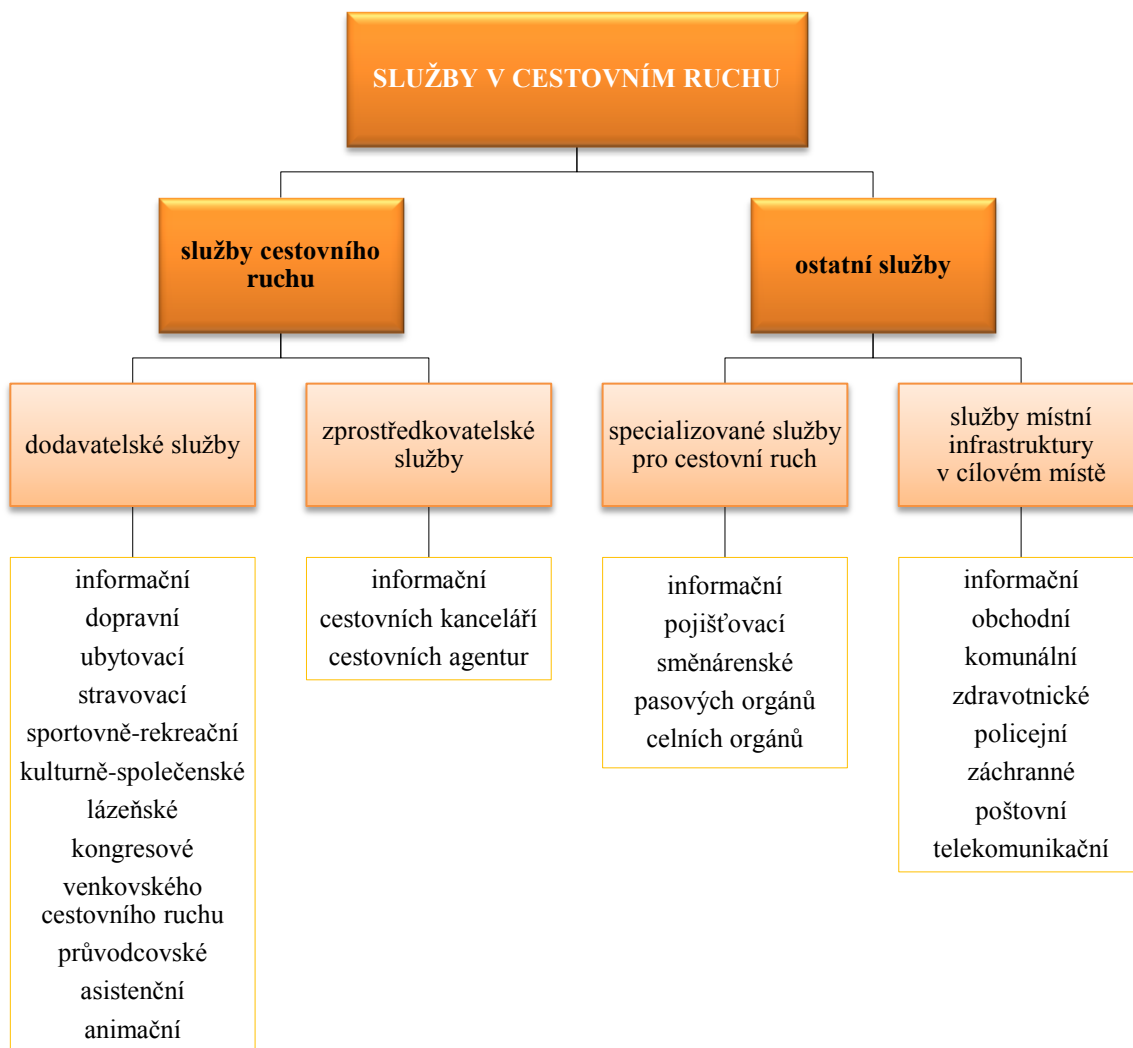 SLUŽBY V CESTOVNÍM RUCHU
služby cestovního
ruchu
ostatní služby
dodavatelské služby
zprostředkovatelské
služby
specializované služby
pro cestovní ruch
služby místní
infrastruktury
v cílovém místě
informační
dopravní
ubytovací
stravovací
sportovně-rekreační
kulturně-společenské
lázeňské
kongresové
venkovského
cestovního ruchu
průvodcovské
asistenční
animační
informační
cestovních kanceláří
cestovních agentur
informační
pojišťovací
směnárenské
pasových orgánů
celních orgánů
informační
obchodní
komunální
zdravotnické
policejní
záchranné
poštovní
telekomunikační